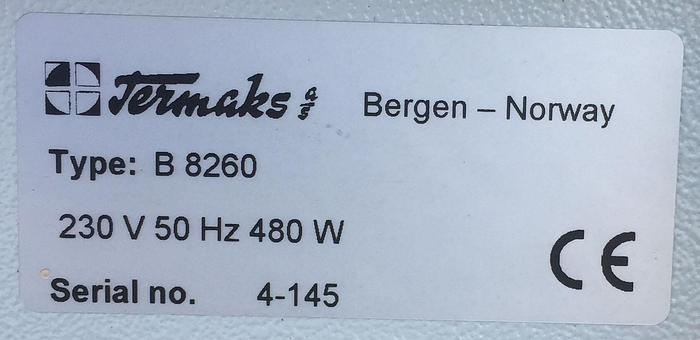 Termaks a/s Bergen – Norway
Type: B 8260
230 V 50 Hz 480 W
CE
Serial no. 4-145